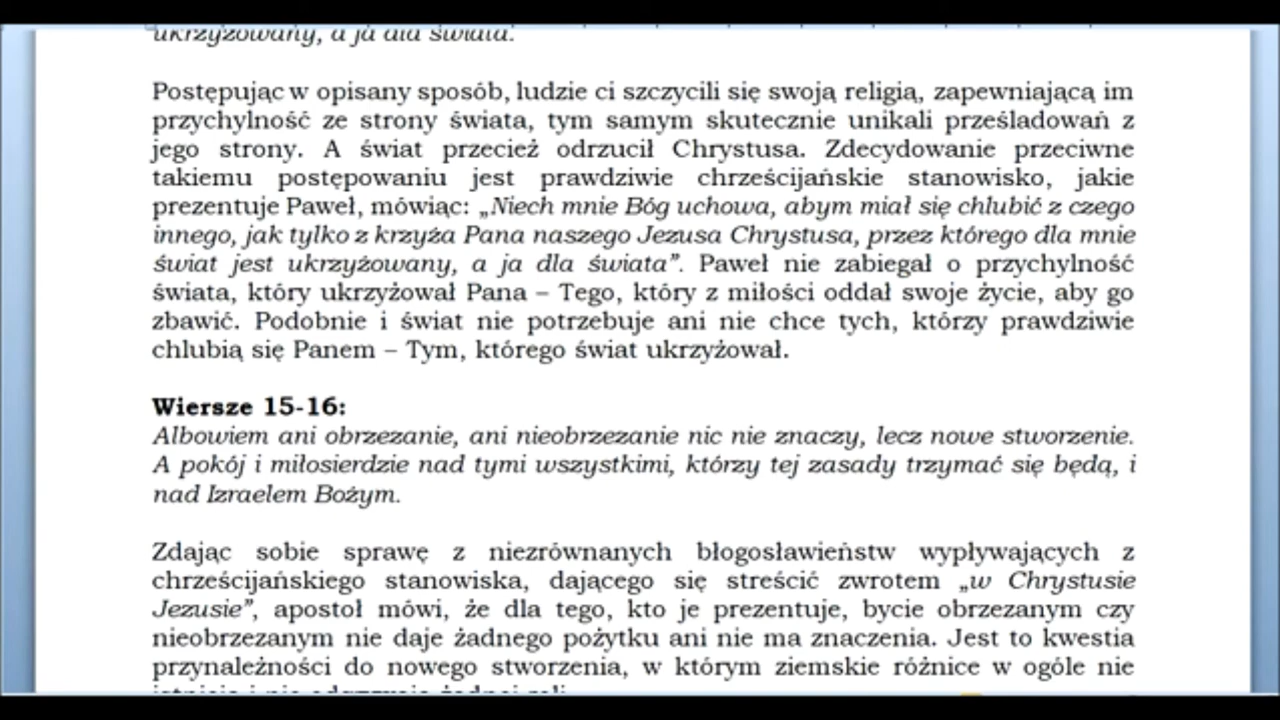 ukrzyżowany, a ja dla świata.
Postępując w opisany sposób, ludzie ci szczycili się swoją religią, zapewniającą im
przychylność ze strony świata, tym samym skutecznie unikali prześladowań z
jego strony. A świat przecież odrzucił Chrystusa. Zdecydowanie przeciwne
takiemu postępowaniu jest prawdziwie chrześcijańskie stanowisko, jakie
prezentuje Paweł, mówiąc: „Niech mnie Bóg uchowa, abym miał się chlubić z czego
innego, jak tylko z krzyża Pana naszego Jezusa Chrystusa, przez którego dla mnie
świat jest ukrzyżowany, a ja dla świata”. Paweł nie zabiegał o przychylność
świata, który ukrzyżował Pana – Tego, który z miłości oddał swoje życie, aby go
zbawić. Podobnie i świat nie potrzebuje ani nie chce tych, którzy prawdziwie
chlubią się Panem – Tym, którego świat ukrzyżował.
Wiersze 15-16:
Albowiem ani obrzezanie, ani nieobrzezanie nic nie znaczy, lecz nowe stworzenie.
A pokój i miłosierdzie nad tymi wszystkimi, którzy tej zasady trzymać się będą, i
nad Izraelem Bożym.
Zdając sobie sprawę z niezrównanych błogosławieństw wypływających z
chrześcijańskiego stanowiska, dającego się streścić zwrotem „w Chrystusie
Jezusie”, apostoł mówi, że dla tego, kto je prezentuje, bycie obrzezanym czy
nieobrzezanym nie daje żadnego pożytku ani nie ma znaczenia. Jest to kwestia
przynależności do nowego stworzenia, w którym ziemskie różnice w ogóle nie